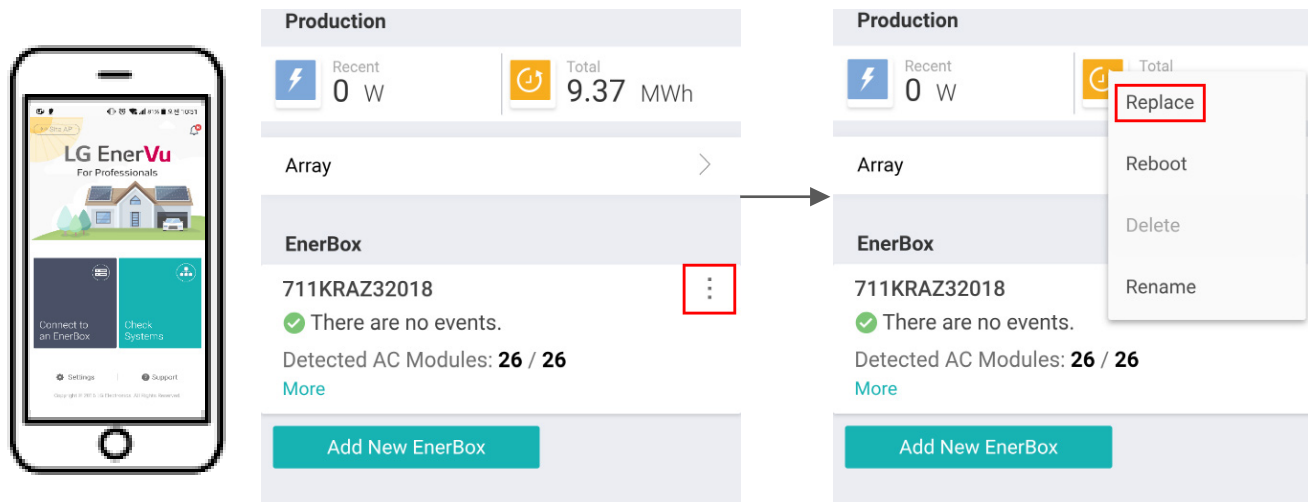 LG EnerVu
For Professionals
Connect to
an EnerBox
Check
Systems
Settings
Support
Production
Recent
0 W
Total
9.37 MWh
Array
EnerBox
711KRAZ32018
There are no events.
Detected AC Modules: 26 / 26
More
Add New EnerBox
Production
Recent
0 W
Total
Array
EnerBox
711KRAZ32018
There are no events.
Detected AC Modules: 26 / 26
More
Add New EnerBox
Replace
Reboot
Delete
Rename